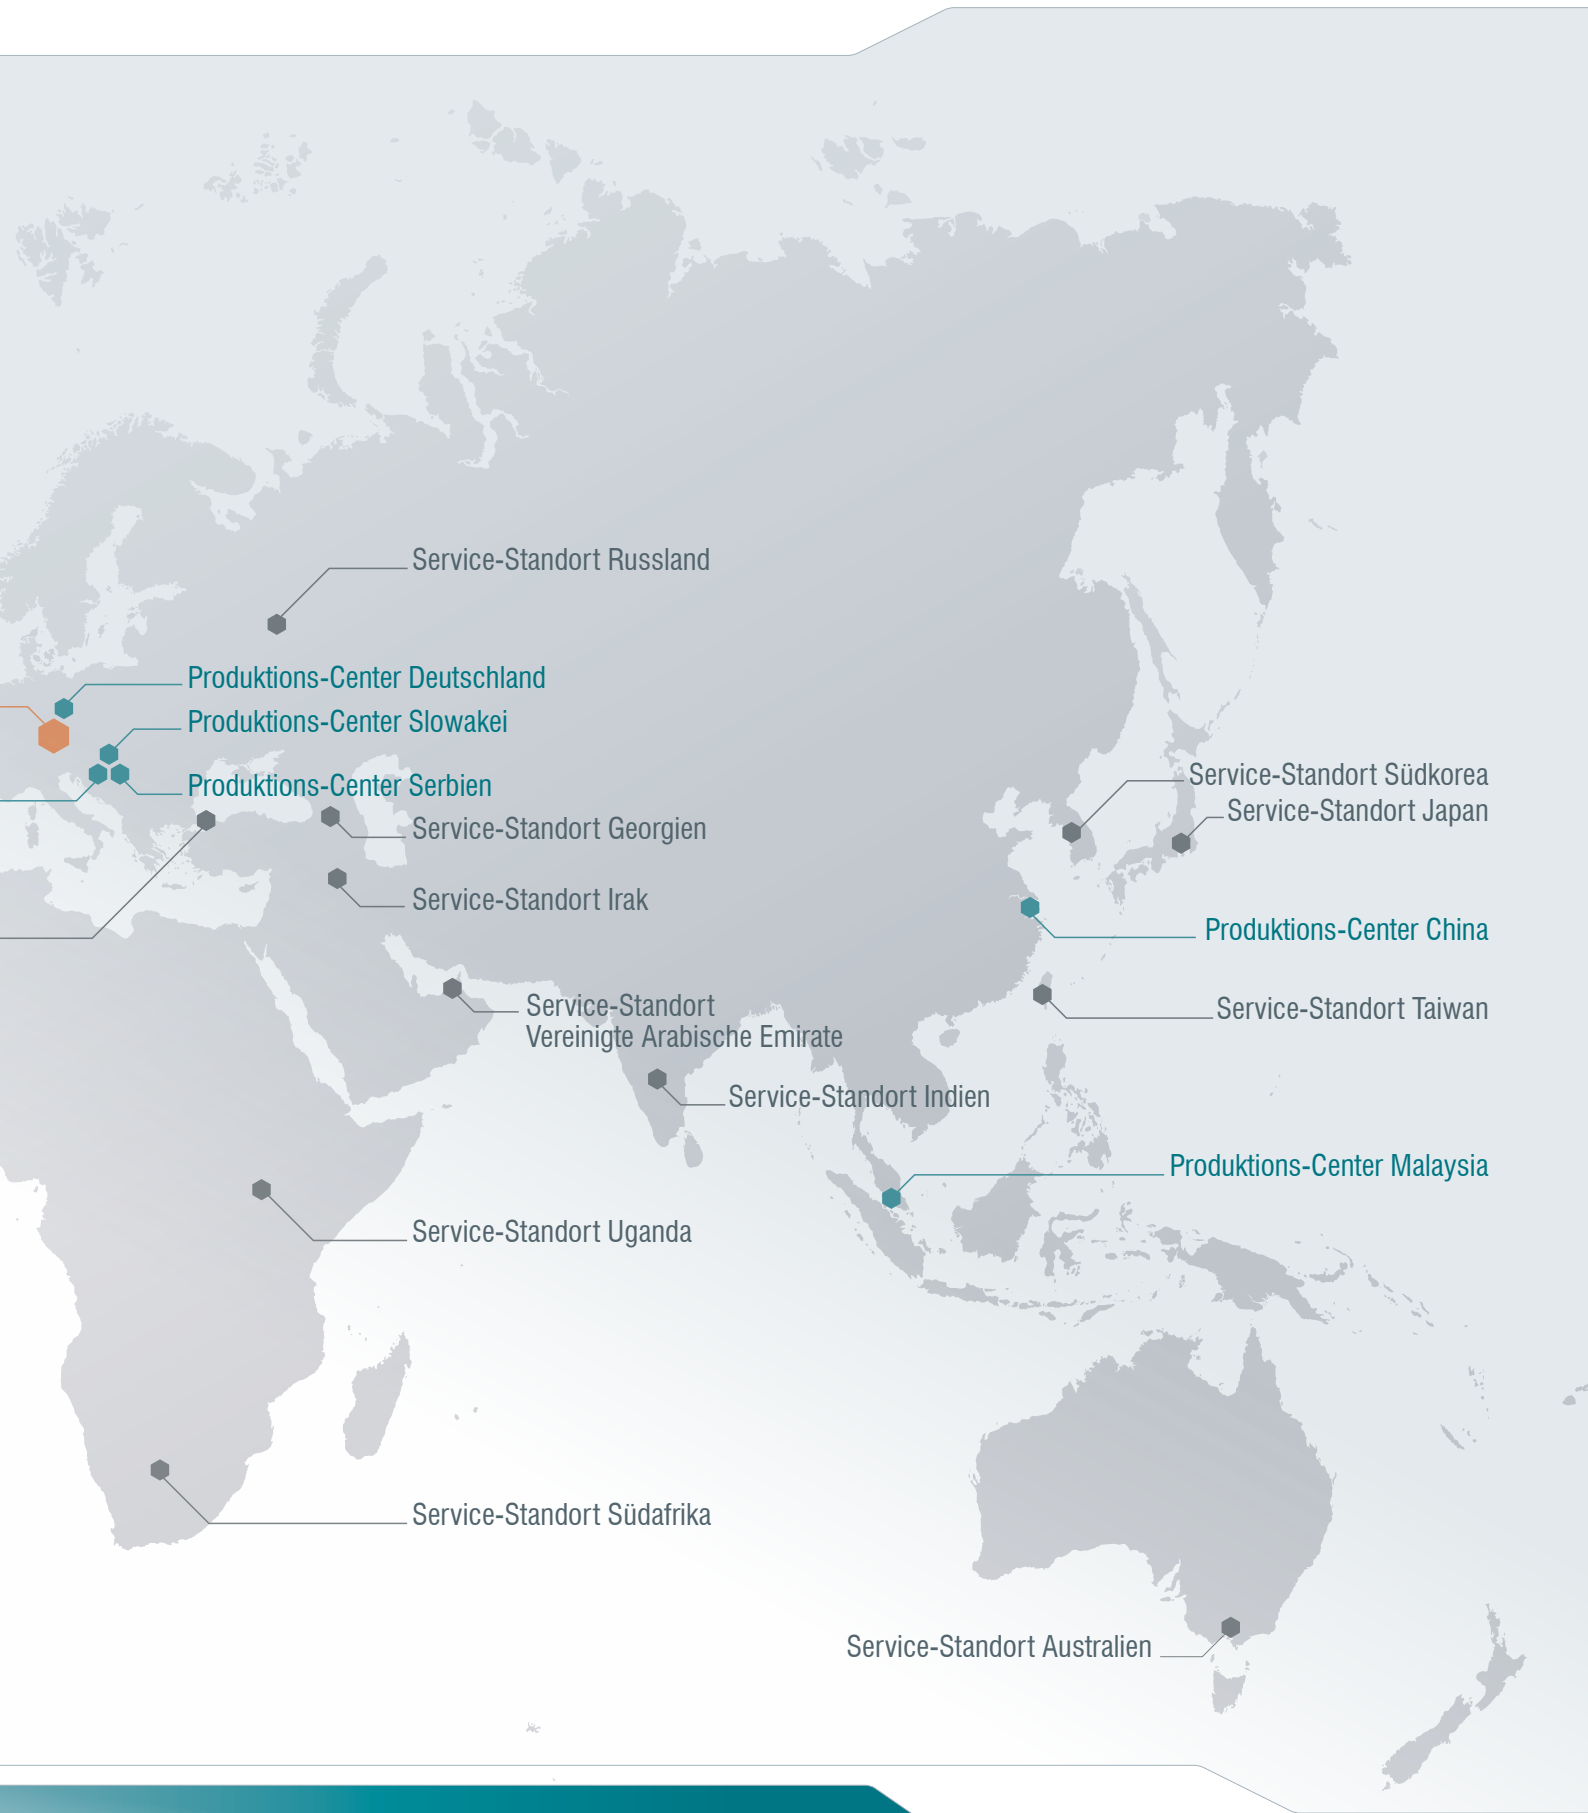 Service-Standort Russland
Produktions-Center Deutschland
Produktions-Center Slowakei
Produktions-Center Serbien
Service-Standort Südkorea
Service-Standort Japan
Service-Standort Georgien
Service-Standort Irak
Produktions-Center China
Service-Standort
Vereinigte Arabische Emirate
Service-Standort Taiwan
Service-Standort Indien
Produktions-Center Malaysia
Service-Standort Uganda
Service-Standort Südafrika
Service-Standort Australien